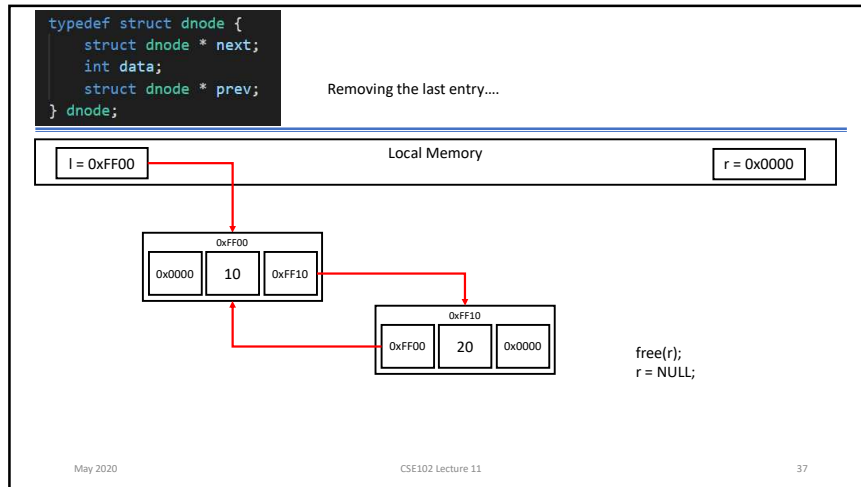 typedef struct dnode {
struct dnode * next;
int data;
struct dnode * prev;
} dnode;
Removing the last entry....
Local Memory
l = 0xFF00
r = 0x0000
0xFF00
0x0000
10
0xFF10
0xFF10
0xFF00
20
0x0000
free(r);
r = NULL;
May 2020
CSE102 Lecture 11
37